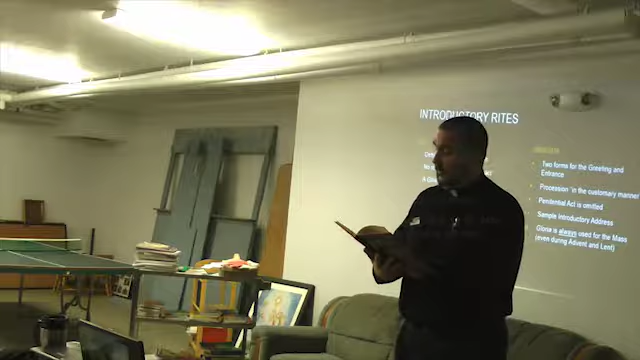 INTRODUCTORY RITES
Two forms for the Greeting and
Entrance
Procession "in the customary manner"
Penitential Act is omitted
Sample Introductory Address
Gloria is always used for the Mass
(even during Advent and Lent)